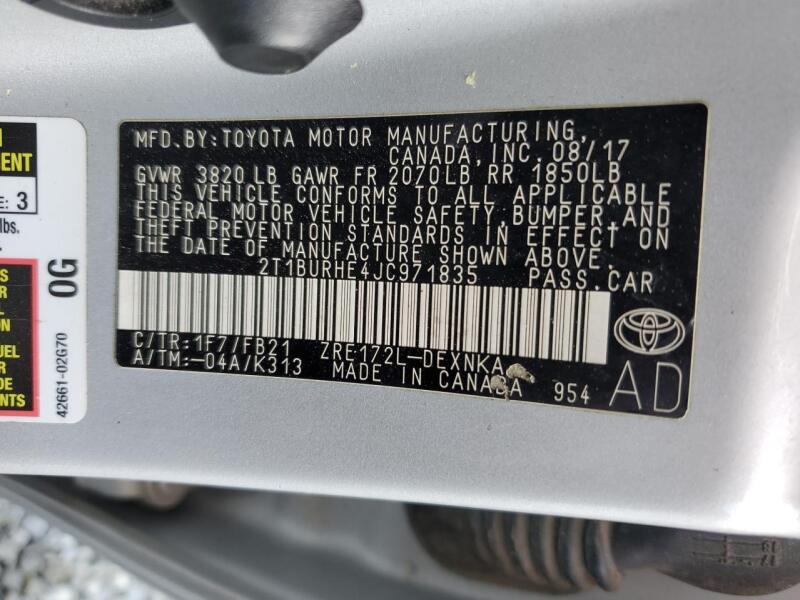 MFD. BY: TOYOTA MOTOR MANUFACTURING,
CANADA, INC. 08/17
GVWR 3820 LB GAWR FR 2070LB RR 1850LB
THIS VEHICLE CONFORMS TO ALL APPLICABLE
FEDERAL MOTOR VEHICLE SAFETY, BUMPER, AND
THEFT PREVENTION STANDARDS IN EFFECT ON
THE DATE OF MANUFACTURE SHOWN ABOVE.
2T1BURHE4JC971835 PASS. CAR
C/TR: 1F7/FB21 ZRE172L-DEXNKA
A/TM: -04A/K313 MADE IN CANADA 954
AD
E: 3
lbs.
0G
42661-02G70